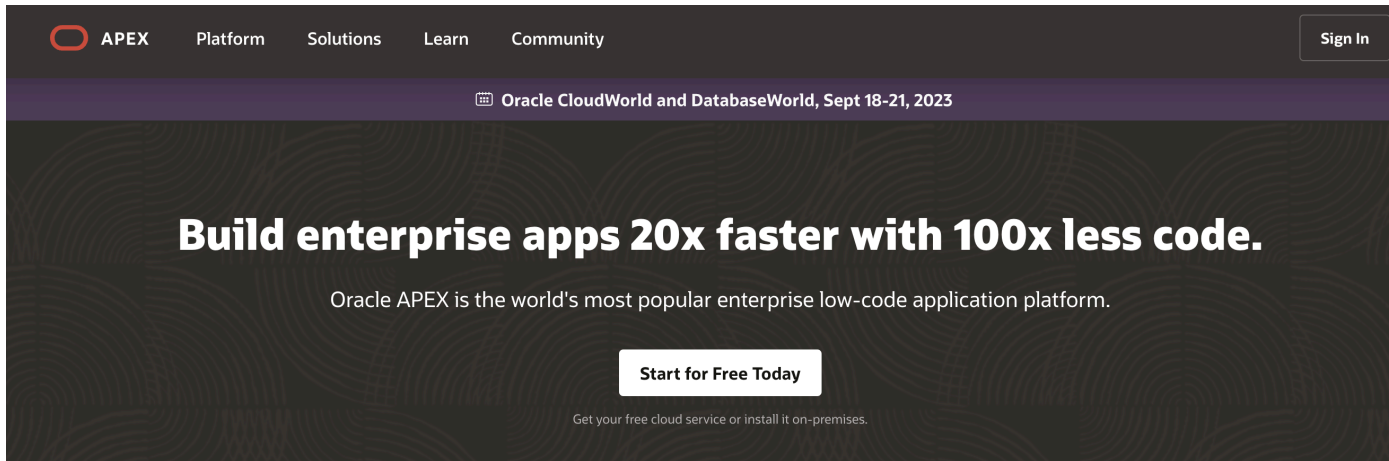 APEX Platform Solutions Learn Community Sign In
Oracle CloudWorld and DatabaseWorld, Sept 18-21, 2023
Build enterprise apps 20x faster with 100x less code.
Oracle APEX is the world's most popular enterprise low-code application platform.
Start for Free Today
Get your free cloud service or install it on-premises.